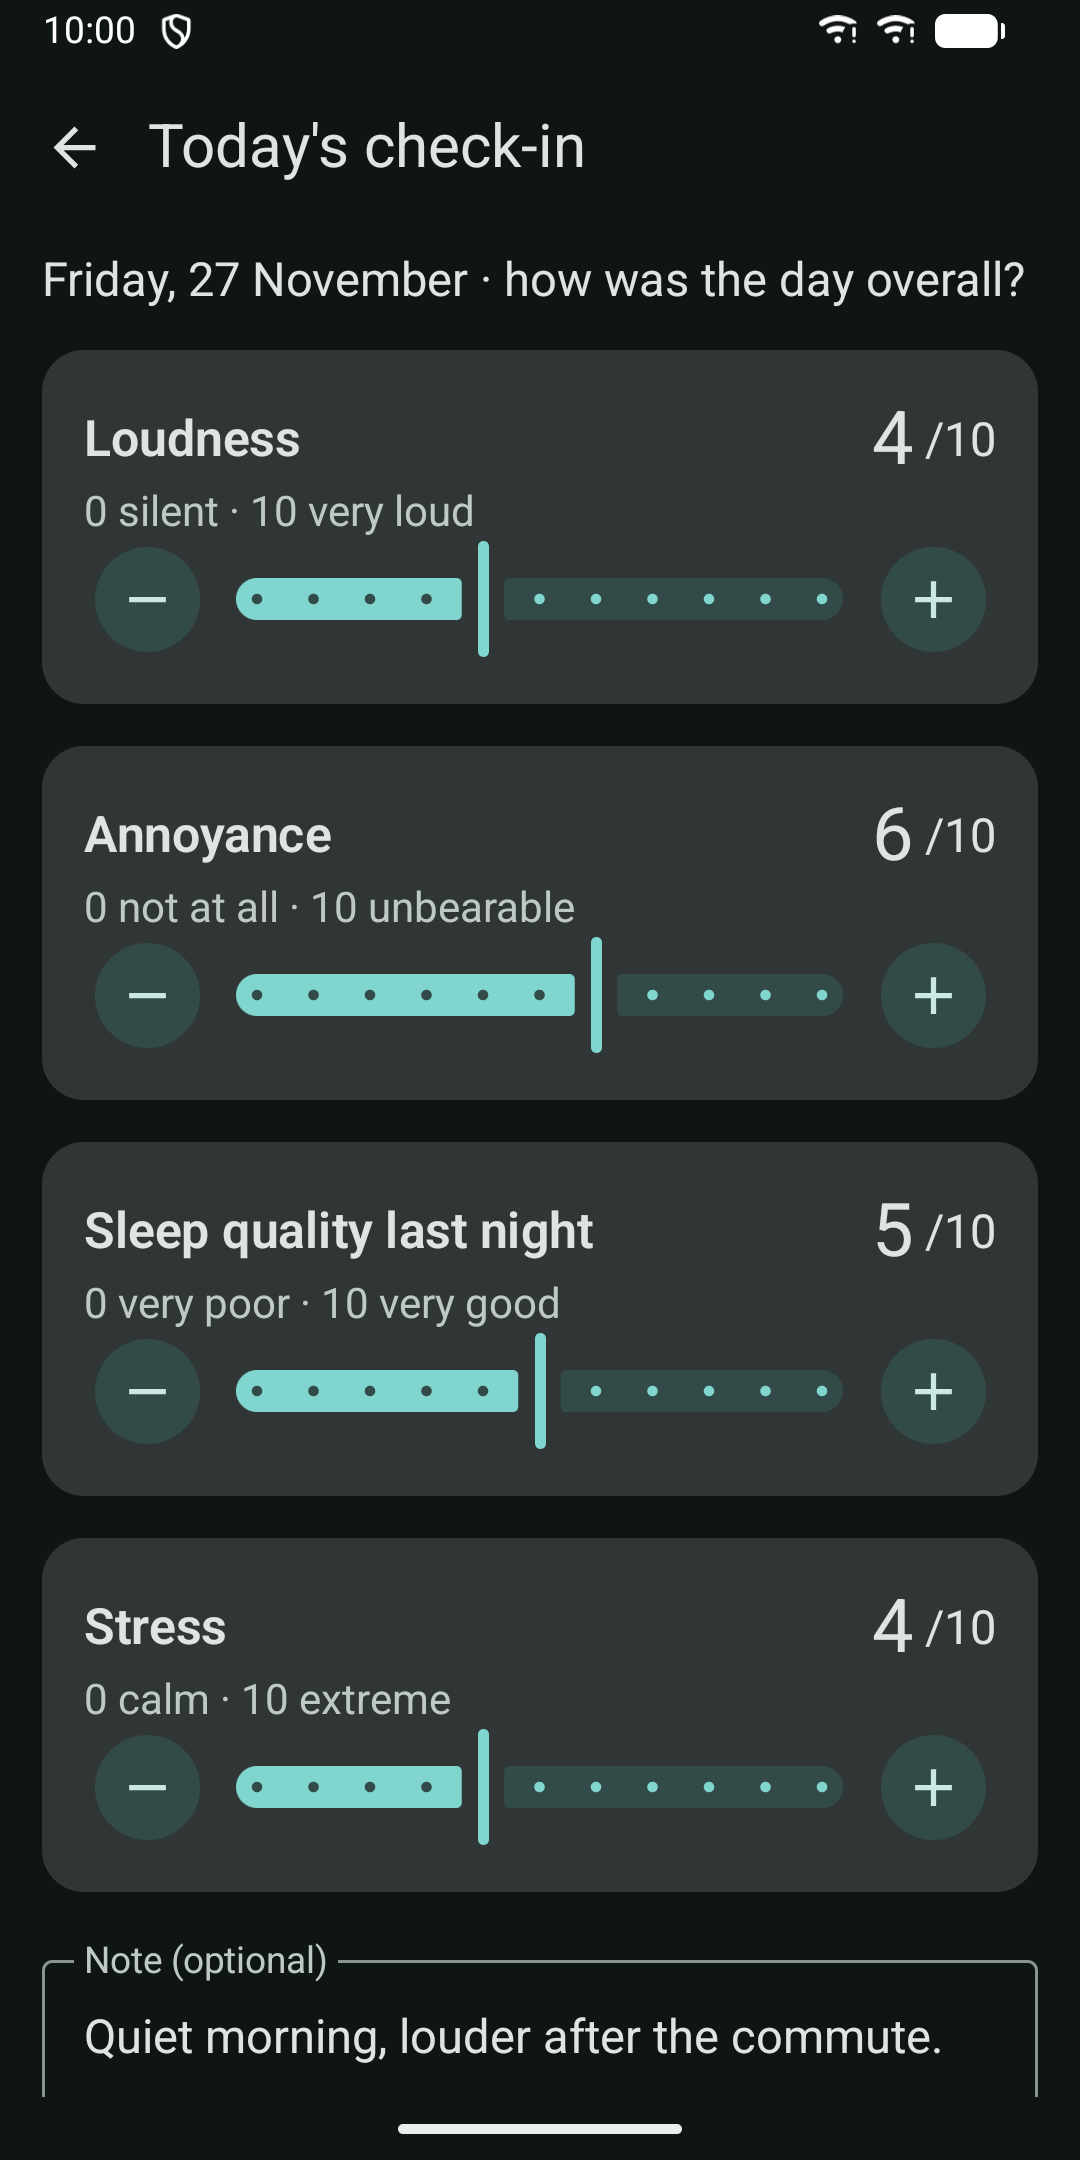 10:00
Today's check-in
Friday, 27 November · how was the day overall?
Loudness
4 /10
0 silent · 10 very loud
Annoyance
6 /10
0 not at all · 10 unbearable
Sleep quality last night
5 /10
0 very poor · 10 very good
Stress
4 /10
0 calm · 10 extreme
Note (optional)
Quiet morning, louder after the commute.